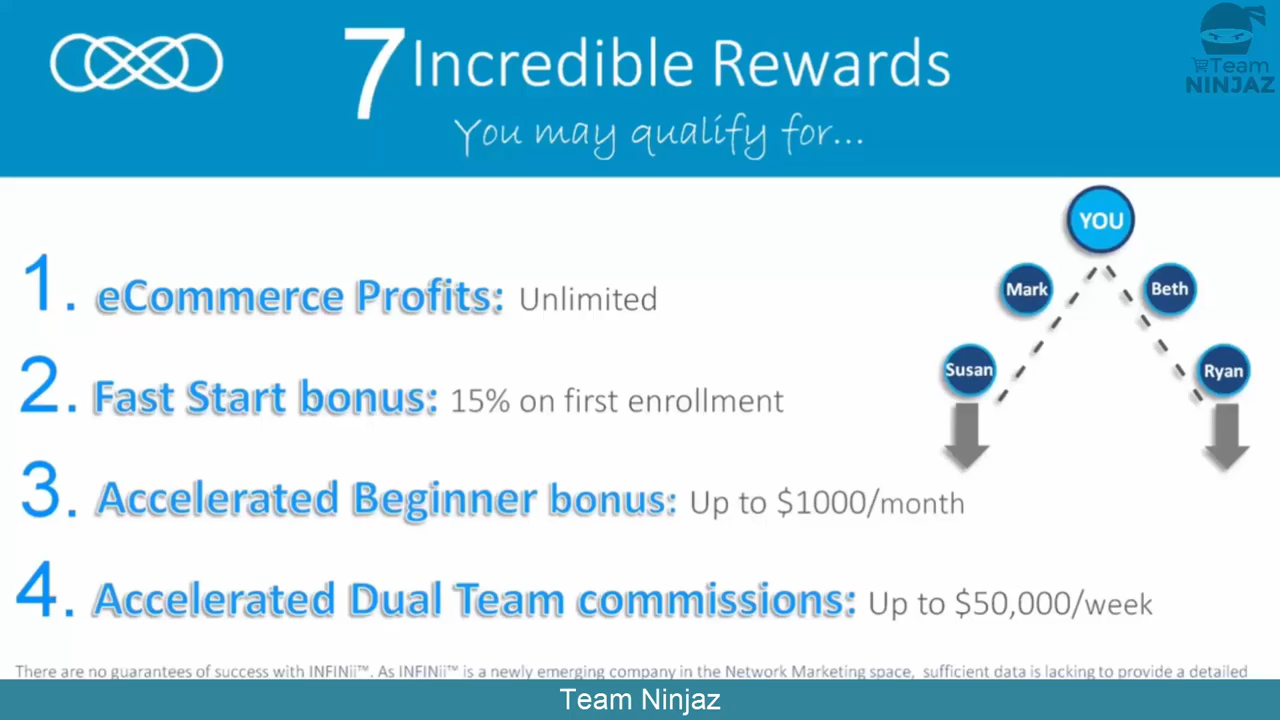 7 Incredible Rewards
You may qualify for...
Team
NINJAZ
YOU
Mark
Beth
Susan
Ryan
1. eCommerce Profits: Unlimited
2. Fast Start bonus: 15% on first enrollment
3. Accelerated Beginner bonus: Up to $1000/month
4. Accelerated Dual Team commissions: Up to $50,000/week
There are no guarantees of success with INFINii™. As INFINii™ is a newly emerging company in the Network Marketing space, sufficient data is lacking to provide a detailed
Team Ninjaz